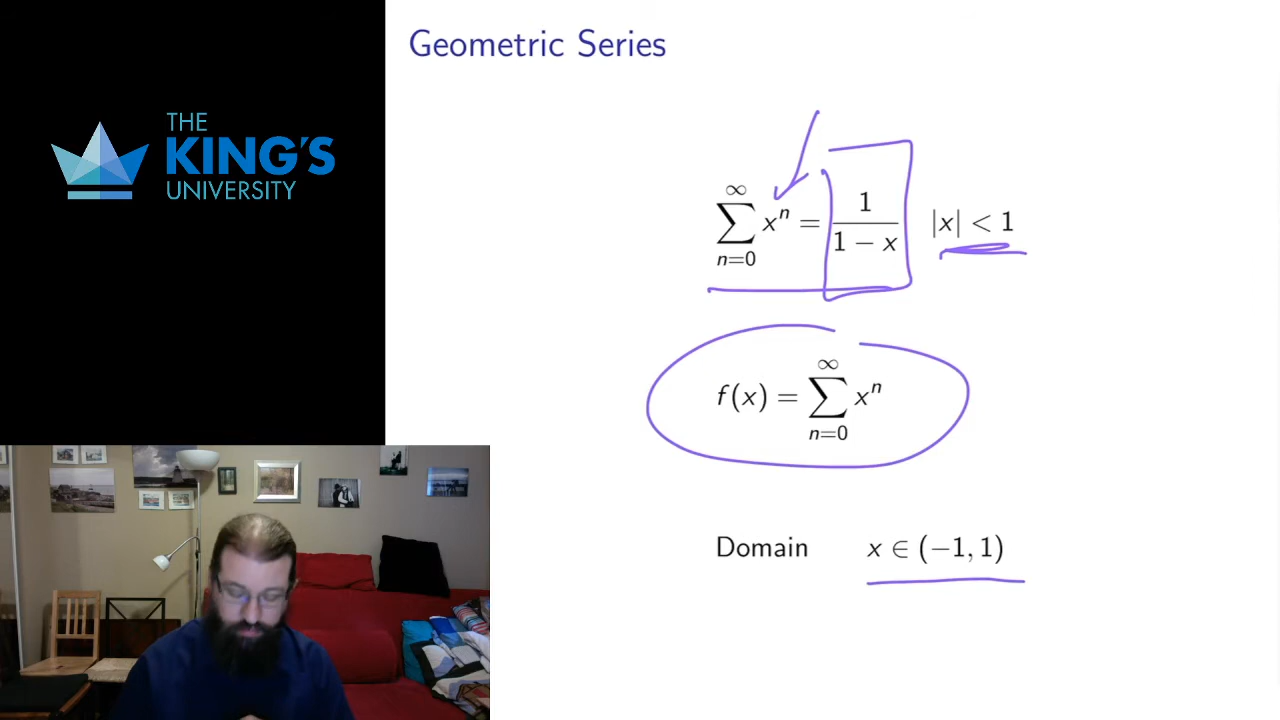 THE
KING'S
UNIVERSITY
Geometric Series
∞
∑ xⁿ = 1/(1 − x)   |x| < 1
n=0
∞
f(x) = ∑ xⁿ
n=0
Domain x ∈ (−1, 1)